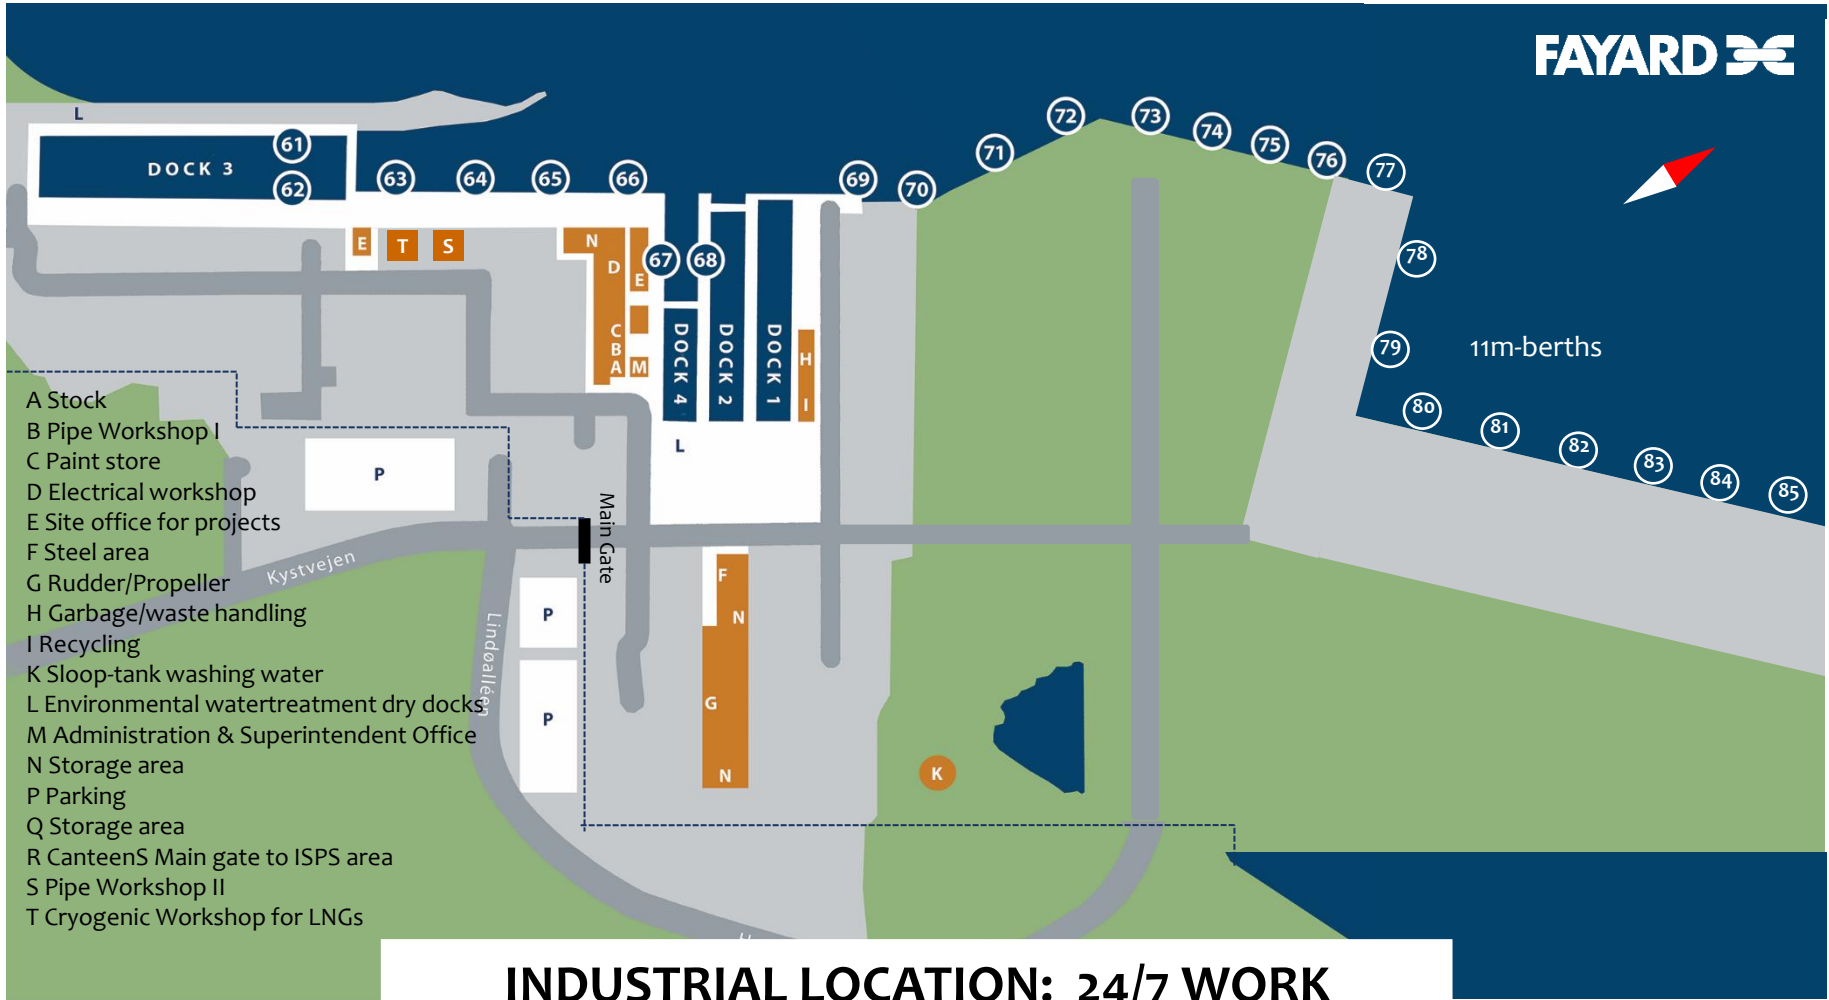 FAYARD
L
DOCK 3
61
62
63
64
65
66
67
68
69
70
71
72
73
74
75
76
77
78
79
80
81
82
83
84
85
11m-berths
E
T
S
N
D
E
C
B
A
M
DOCK 4
DOCK 2
DOCK 1
H
I
L
P
Main Gate
Kystvejen
Lindøalléen
P
P
F
N
G
N
K
A Stock
B Pipe Workshop I
C Paint store
D Electrical workshop
E Site office for projects
F Steel area
G Rudder/Propeller
H Garbage/waste handling
I Recycling
K Sloop-tank washing water
L Environmental watertreatment dry docks
M Administration & Superintendent Office
N Storage area
P Parking
Q Storage area
R CanteenS Main gate to ISPS area
S Pipe Workshop II
T Cryogenic Workshop for LNGs
INDUSTRIAL LOCATION: 24/7 WORK